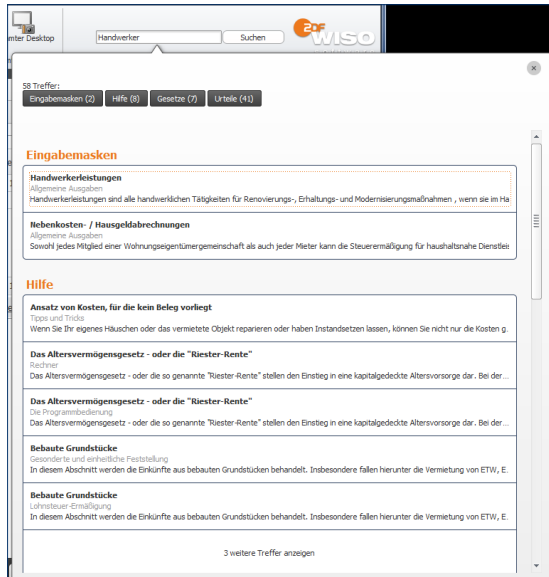 mter Desktop
Handwerker
Suchen
ZDF
WISO
58 Treffer:
Eingabemasken (2)
Hilfe (8)
Gesetze (7)
Urteile (41)
Eingabemasken
Handwerkerleistungen
Allgemeine Ausgaben
Handwerkerleistungen sind alle handwerklichen Tätigkeiten für Renovierungs-, Erhaltungs- und Modernisierungsmaßnahmen , wenn sie im Ha
Nebenkosten- / Hausgeldabrechnungen
Allgemeine Ausgaben
Sowohl jedes Mitglied einer Wohnungseigentümergemeinschaft als auch jeder Mieter kann die Steuerermäßigung für haushaltsnahe Dienstleis
Hilfe
Ansatz von Kosten, für die kein Beleg vorliegt
Tipps und Tricks
Wenn Sie Ihr eigenes Häuschen oder das vermietete Objekt reparieren oder haben Instandsetzen lassen, können Sie nicht nur die Kosten g.
Das Altersvermögensgesetz - oder die "Riester-Rente"
Rechner
Das Altersvermögensgesetz - oder die so genannte "Riester-Rente" stellen den Einstieg in eine kapitalgedeckte Altersvorsorge dar. Bei der...
Das Altersvermögensgesetz - oder die "Riester-Rente"
Die Programmbedienung
Das Altersvermögensgesetz - oder die so genannte "Riester-Rente" stellen den Einstieg in eine kapitalgedeckte Altersvorsorge dar. Bei der...
Bebaute Grundstücke
Gesonderte und einheitliche Feststellung
In diesem Abschnitt werden die Einkünfte aus bebauten Grundstücken behandelt. Insbesondere fallen hierunter die Vermietung von ETW, E.
Bebaute Grundstücke
Lohnsteuer-Ermäßigung
In diesem Abschnitt werden die Einkünfte aus bebauten Grundstücken behandelt. Insbesondere fallen hierunter die Vermietung von ETW, E.
3 weitere Treffer anzeigen